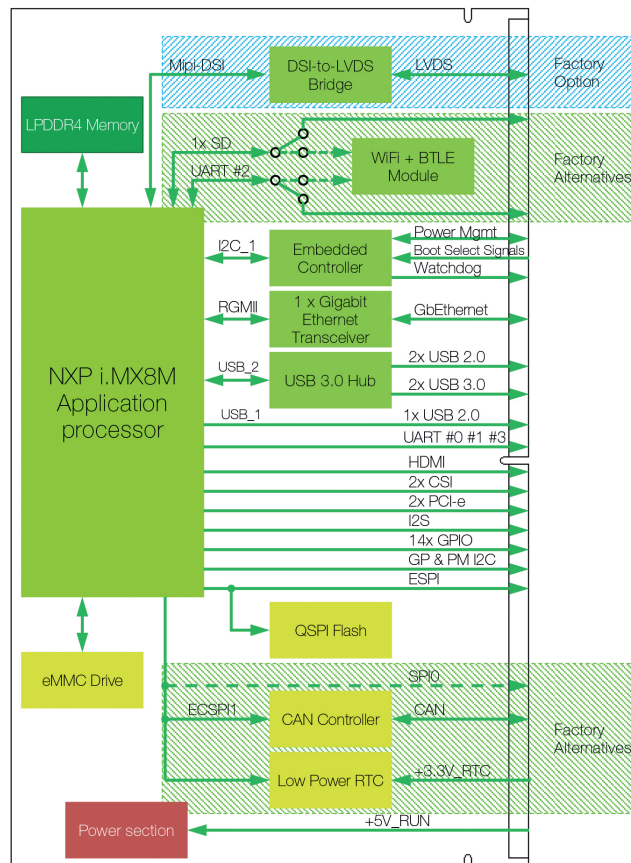 Mipi-DSI
DSI-to-LVDS
Bridge
LVDS
Factory
Option
LPDDR4 Memory
1x SD
UART #2
WiFi + BTLE
Module
Factory
Alternatives
I2C_1
Embedded
Controller
Power Mgmt
Boot Select Signals
Watchdog
RGMII
1 x Gigabit
Ethernet
Transceiver
GbEthernet
NXP i.MX8M
Application
processor
USB_2
USB 3.0 Hub
2x USB 2.0
2x USB 3.0
USB_1
1x USB 2.0
UART #0 #1 #3
HDMI
2x CSI
2x PCI-e
I2S
14x GPIO
GP & PM I2C
ESPI
QSPI Flash
eMMC Drive
SPI0
ECSPI1
CAN Controller
CAN
Factory
Alternatives
Low Power RTC
+3.3V_RTC
Power section
+5V_RUN